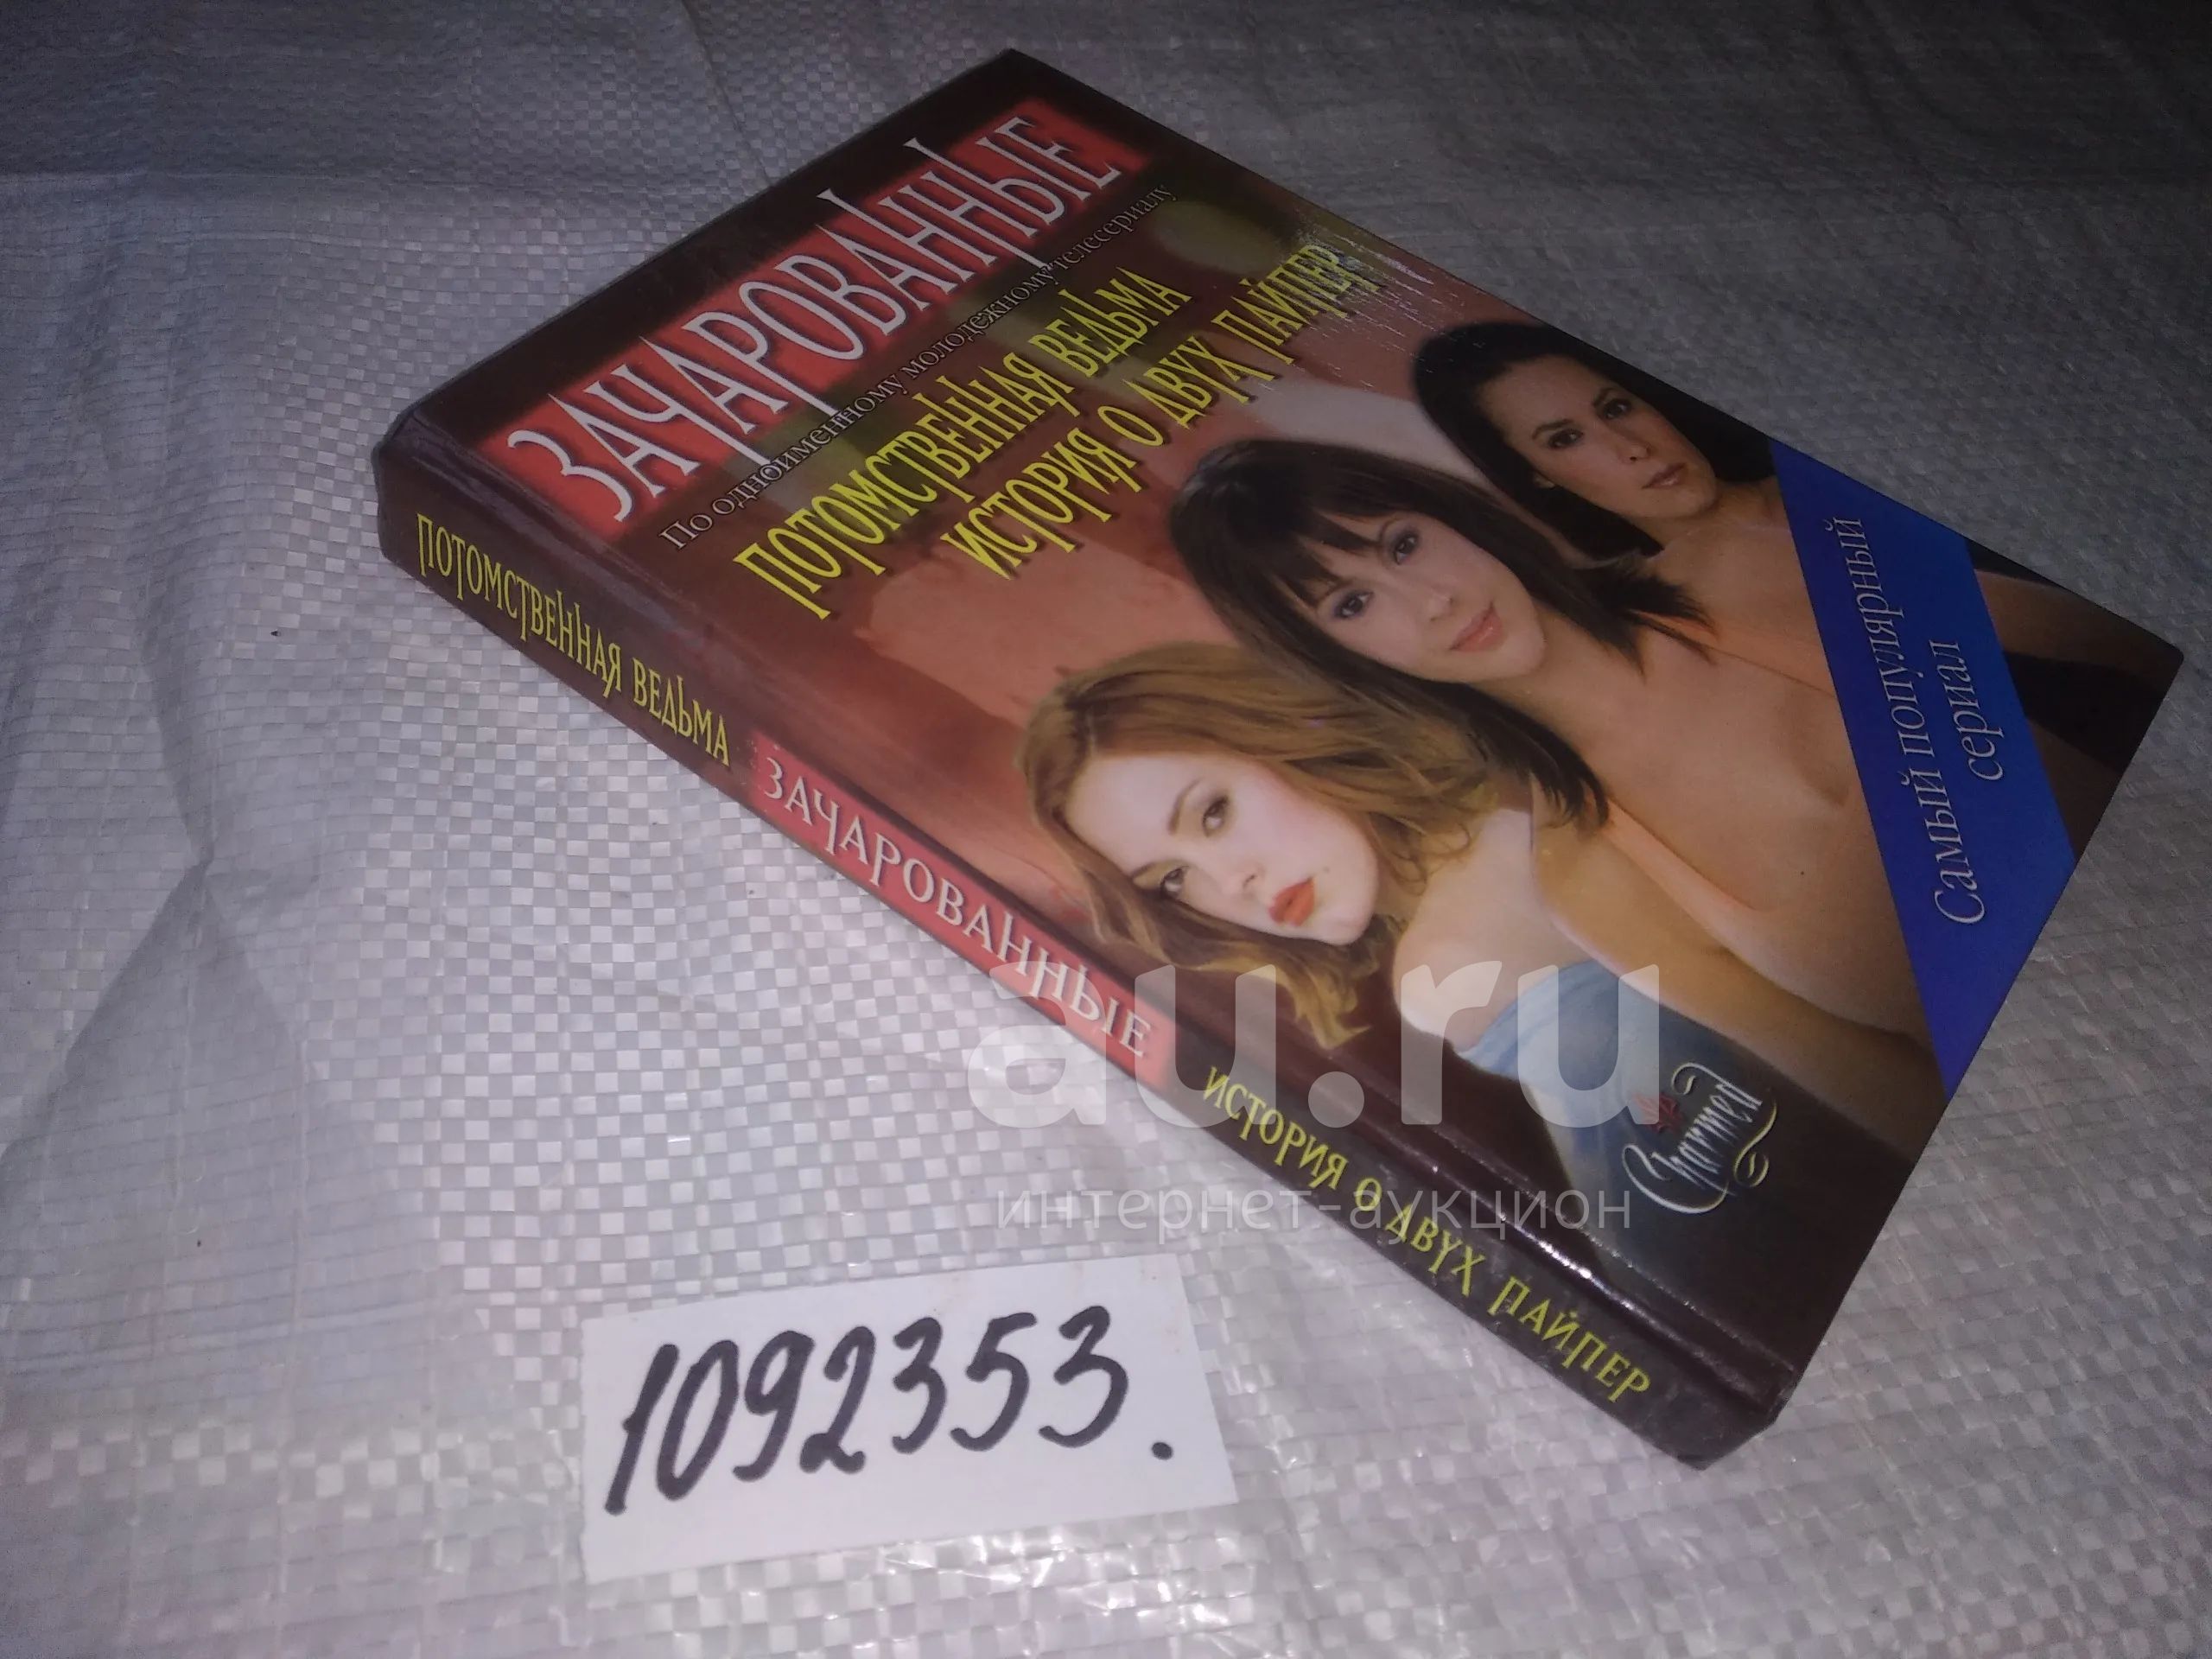 ЗАЧАРОВАННЫЕ
По одноименному молодежному телесериалу
ПОТОМСТВЕННАЯ ВЕДЬМА
ИСТОРИЯ О ДВУХ ПАЙПЕР
Самый популярный
сериал
Charmed
ПОТОМСТВЕННАЯ ВЕДЬМА
ЗАЧАРОВАННЫЕ
ИСТОРИЯ О ДВУХ ПАЙПЕР
au.ru
интернет-аукцион
1092353.